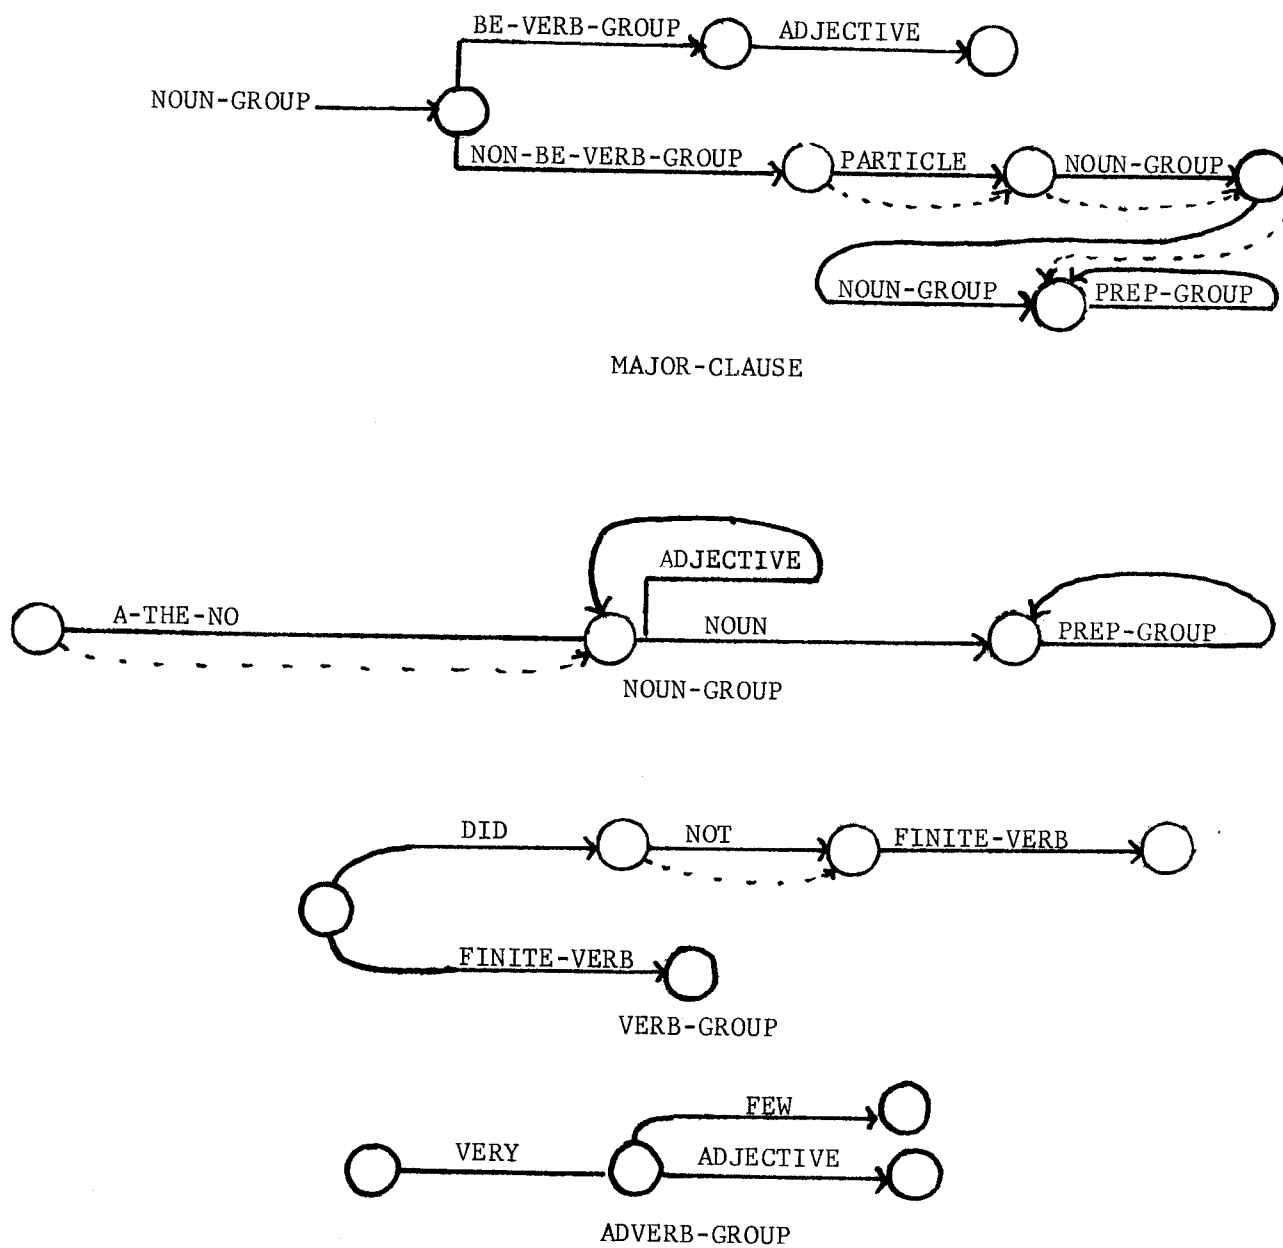 BE-VERB-GROUP ADJECTIVE
NOUN-GROUP
NON-BE-VERB-GROUP PARTICLE NOUN-GROUP
NOUN-GROUP PREP-GROUP
MAJOR-CLAUSE
ADJECTIVE
A-THE-NO NOUN PREP-GROUP
NOUN-GROUP
DID NOT FINITE-VERB
FINITE-VERB
VERB-GROUP
FEW
VERY ADJECTIVE
ADVERB-GROUP